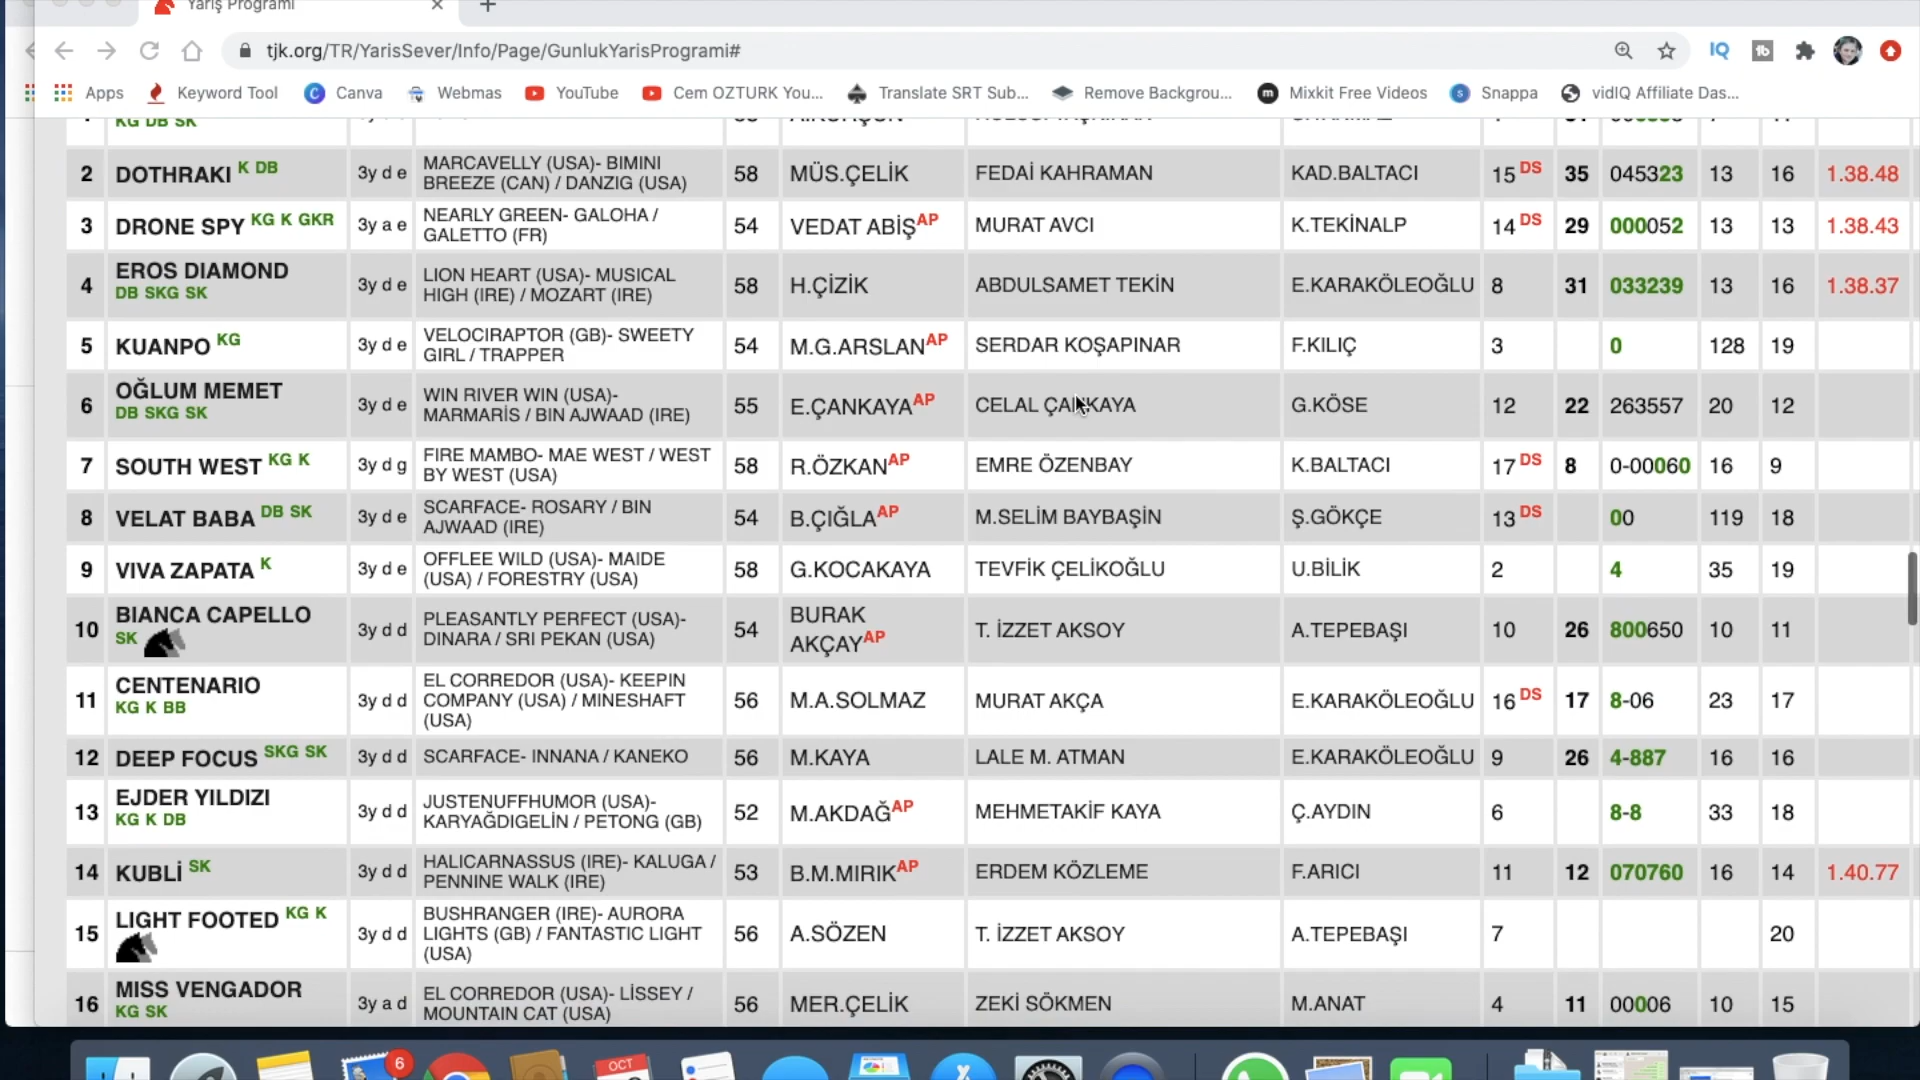 Yarış Programı
tjk.org/TR/YarisSever/Info/Page/GunlukYarisProgrami#
Apps Keyword Tool Canva Webmas YouTube Cem OZTURK You... Translate SRT Sub... Remove Backgrou... Mixkit Free Videos Snappa vidIQ Affiliate Das...
KG DB SK
2 DOTHRAKI K DB 3y d e MARCAVELLY (USA)- BIMINI BREEZE (CAN) / DANZIG (USA) 58 MÜS.ÇELİK FEDAİ KAHRAMAN KAD.BALTACI 15 DS 35 045323 13 16 1.38.48
3 DRONE SPY KG K GKR 3y a e NEARLY GREEN- GALOHA / GALETTO (FR) 54 VEDAT ABİŞ AP MURAT AVCI K.TEKİNALP 14 DS 29 000052 13 13 1.38.43
4 EROS DIAMOND DB SKG SK 3y d e LION HEART (USA)- MUSICAL HIGH (IRE) / MOZART (IRE) 58 H.ÇİZİK ABDULSAMET TEKİN E.KARAKÖLEOĞLU 8 31 033239 13 16 1.38.37
5 KUANPO KG 3y d e VELOCIRAPTOR (GB)- SWEETY GIRL / TRAPPER 54 M.G.ARSLAN AP SERDAR KOŞAPINAR F.KILIÇ 3 0 128 19
6 OĞLUM MEMET DB SKG SK 3y d e WIN RIVER WIN (USA)- MARMARİS / BIN AJWAAD (IRE) 55 E.ÇANKAYA AP CELAL ÇANKAYA G.KÖSE 12 22 263557 20 12
7 SOUTH WEST KG K 3y d g FIRE MAMBO- MAE WEST / WEST BY WEST (USA) 58 R.ÖZKAN AP EMRE ÖZENBAY K.BALTACI 17 DS 8 0-00060 16 9
8 VELAT BABA DB SK 3y d e SCARFACE- ROSARY / BIN AJWAAD (IRE) 54 B.ÇIĞLA AP M.SELİM BAYBAŞİN Ş.GÖKÇE 13 DS 00 119 18
9 VIVA ZAPATA K 3y d e OFFLEE WILD (USA)- MAIDE (USA) / FORESTRY (USA) 58 G.KOCAKAYA TEVFİK ÇELİKOĞLU U.BİLİK 2 4 35 19
10 BIANCA CAPELLO SK 3y d d PLEASANTLY PERFECT (USA)- DINARA / SRI PEKAN (USA) 54 BURAK AKÇAY AP T. İZZET AKSOY A.TEPEBAŞI 10 26 800650 10 11
11 CENTENARIO KG K BB 3y d d EL CORREDOR (USA)- KEEPIN COMPANY (USA) / MINESHAFT (USA) 56 M.A.SOLMAZ MURAT AKÇA E.KARAKÖLEOĞLU 16 DS 17 8-06 23 17
12 DEEP FOCUS SKG SK 3y d d SCARFACE- INNANA / KANEKO 56 M.KAYA LALE M. ATMAN E.KARAKÖLEOĞLU 9 26 4-887 16 16
13 EJDER YILDIZI KG K DB 3y d d JUSTENUFFHUMOR (USA)- KARYAĞDIGELİN / PETONG (GB) 52 M.AKDAĞ AP MEHMETAKİF KAYA Ç.AYDIN 6 8-8 33 18
14 KUBLİ SK 3y d d HALICARNASSUS (IRE)- KALUGA / PENNINE WALK (IRE) 53 B.M.MIRIK AP ERDEM KÖZLEME F.ARICI 11 12 070760 16 14 1.40.77
15 LIGHT FOOTED KG K 3y d d BUSHRANGER (IRE)- AURORA LIGHTS (GB) / FANTASTIC LIGHT (USA) 56 A.SÖZEN T. İZZET AKSOY A.TEPEBAŞI 7 20
16 MISS VENGADOR KG SK 3y a d EL CORREDOR (USA)- LİSSEY / MOUNTAIN CAT (USA) 56 MER.ÇELİK ZEKİ SÖKMEN M.ANAT 4 11 00006 10 15
6 OCT